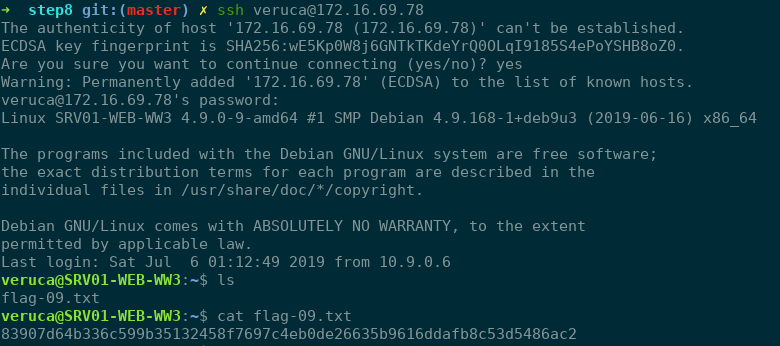 ➜  step8 git:(master) ✗ ssh veruca@172.16.69.78
The authenticity of host '172.16.69.78 (172.16.69.78)' can't be established.
ECDSA key fingerprint is SHA256:wE5Kp0W8j6GNTkTKdeYrQ0OLqI9185S4ePoYSHB8oZ0.
Are you sure you want to continue connecting (yes/no)? yes
Warning: Permanently added '172.16.69.78' (ECDSA) to the list of known hosts.
veruca@172.16.69.78's password:
Linux SRV01-WEB-WW3 4.9.0-9-amd64 #1 SMP Debian 4.9.168-1+deb9u3 (2019-06-16) x86_64

The programs included with the Debian GNU/Linux system are free software;
the exact distribution terms for each program are described in the
individual files in /usr/share/doc/*/copyright.

Debian GNU/Linux comes with ABSOLUTELY NO WARRANTY, to the extent
permitted by applicable law.
Last login: Sat Jul  6 01:12:49 2019 from 10.9.0.6
veruca@SRV01-WEB-WW3:~$ ls
flag-09.txt
veruca@SRV01-WEB-WW3:~$ cat flag-09.txt
83907d64b336c599b35132458f7697c4eb0de26635b9616ddafb8c53d5486ac2